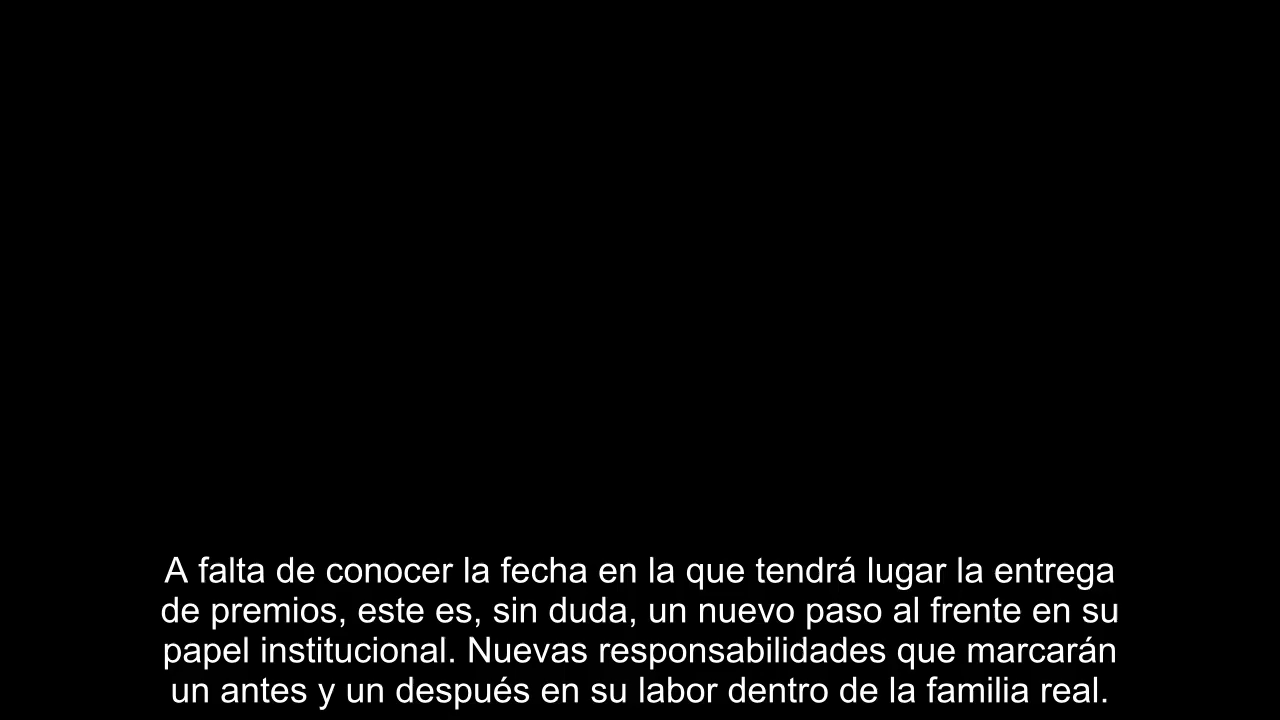 A falta de conocer la fecha en la que tendrá lugar la entrega
de premios, este es, sin duda, un nuevo paso al frente en su
papel institucional. Nuevas responsabilidades que marcarán
un antes y un después en su labor dentro de la familia real.